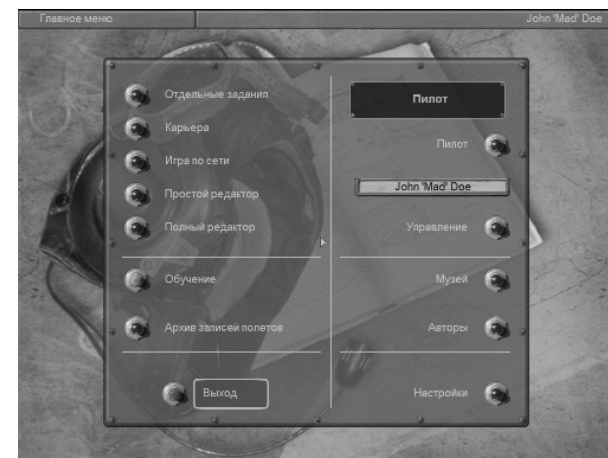 Главное меню
John 'Mad' Doe
Отдельные задания
Карьера
Игра по сети
Простой редактор
Полный редактор
Обучение
Архив записей полетов
Выход
Пилот
Пилот
John 'Mad' Doe
Управление
Музей
Авторы
Настройки